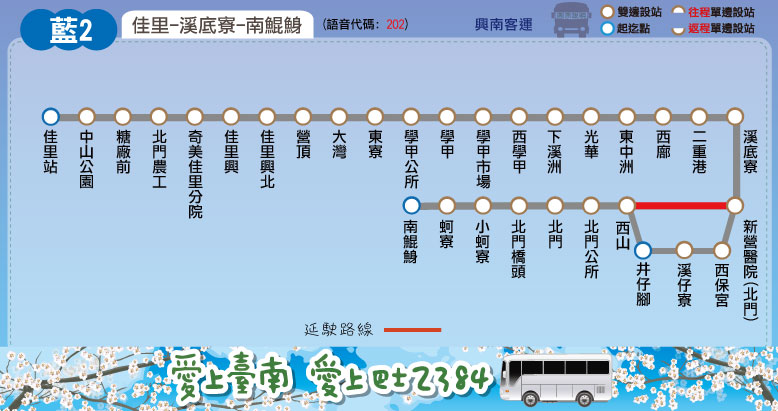 藍2
佳里-溪底寮-南鯤鯓
(語音代碼：202)
興南客運
雙邊設站
往程單邊設站
起迄點
返程單邊設站
佳里站
中山公園
糖廠前
北門農工
奇美佳里分院
佳里興
佳里興北
營頂
大灣
東寮
學甲公所
學甲
學甲市場
西學甲
下溪洲
光華
東中洲
西廍
二重港
溪底寮
南鯤鯓
蚵寮
小蚵寮
北門橋頭
北門
北門公所
西山
井仔腳
溪仔寮
西保宮
新營醫院(北門)
延駛路線
愛上臺南 愛上巴士2384